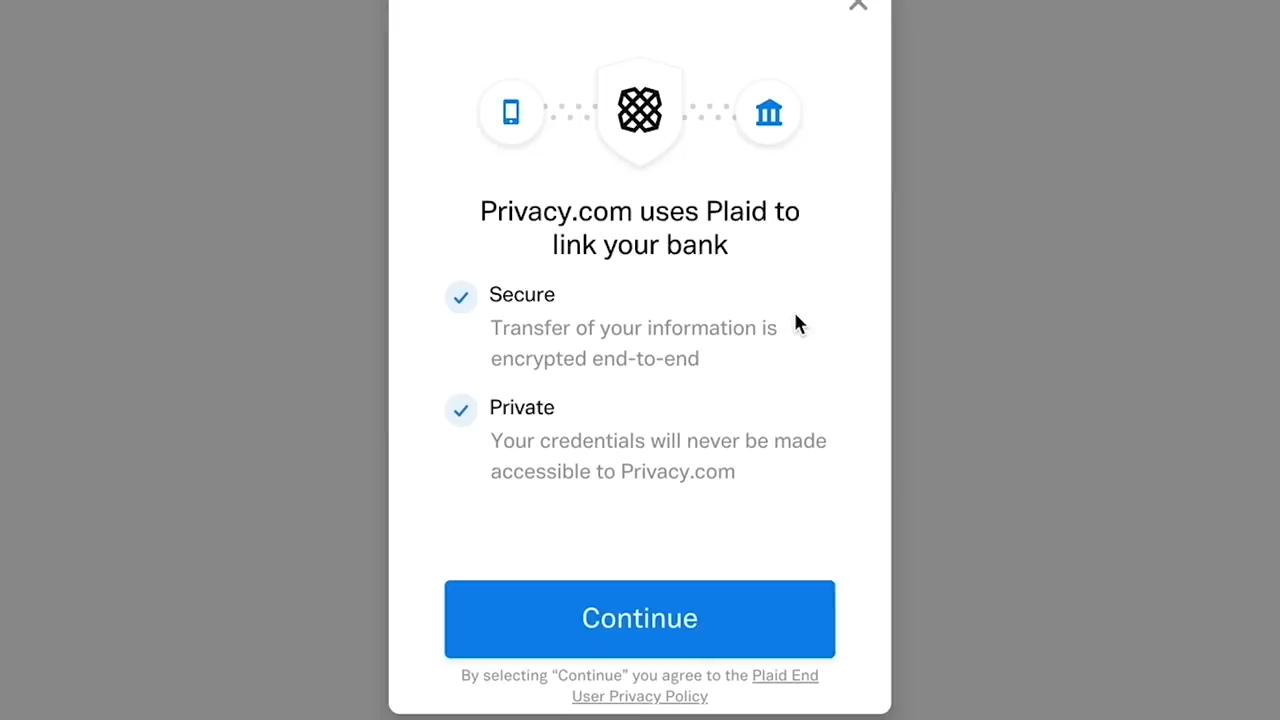 Privacy.com uses Plaid to
link your bank
Secure
Transfer of your information is
encrypted end-to-end
Private
Your credentials will never be made
accessible to Privacy.com
Continue
By selecting “Continue” you agree to the Plaid End
User Privacy Policy